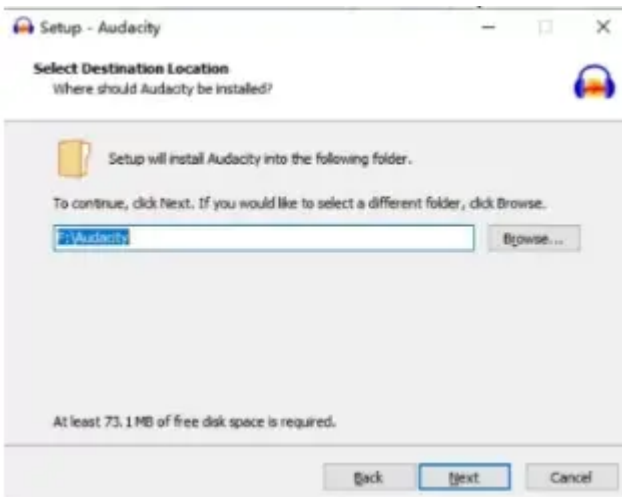 Setup - Audacity
Select Destination Location
Where should Audacity be installed?
Setup will install Audacity into the following folder.
To continue, click Next. If you would like to select a different folder, click Browse.
F:\Audacity
Browse...
At least 73.1 MB of free disk space is required.
Back
Next
Cancel